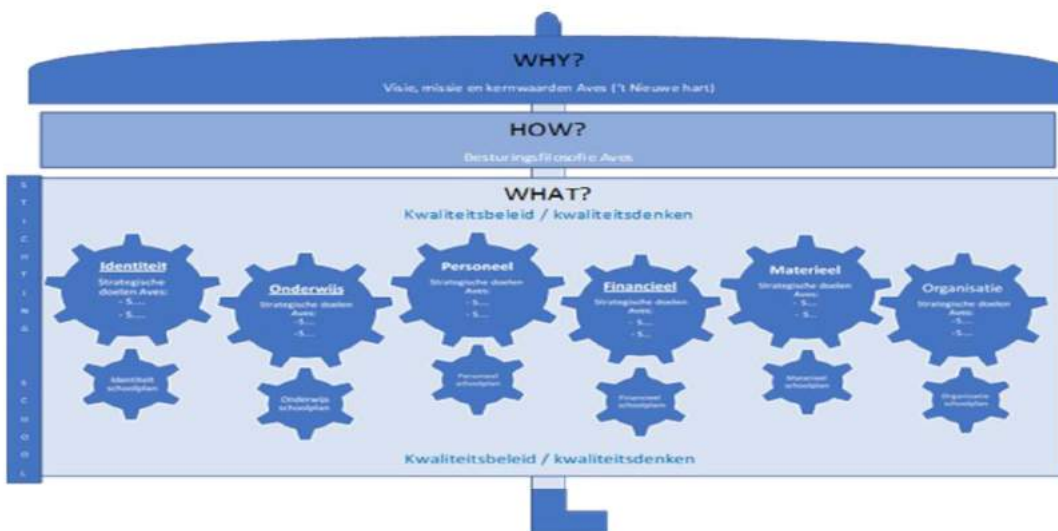 WHY?
Visie, missie en kernwaarden Aves ('t Nieuwe hart)
HOW?
Besturingsfilosofie Aves
WHAT?
Kwaliteitsbeleid / kwaliteitsdenken
STICHTING
SCHOOL
Identiteit
Strategische
doelen Aves:
- S....
- S....
Onderwijs
Strategische doelen
Aves:
-S....
-S....
Personeel
Strategische doelen
Aves:
- S....
- S....
Financieel
Strategische doelen
Aves:
- S...
- S...
Materieel
Strategische doelen
Aves:
- S...
- S...
Organisatie
Strategische doelen
Aves:
-S....
-S....
Identiteit
schoolplan
Onderwijs
schoolplan
Personeel
schoolplan
Financieel
schoolplan
Materieel
schoolplan
Organisatie
schoolplan
Kwaliteitsbeleid / kwaliteitsdenken